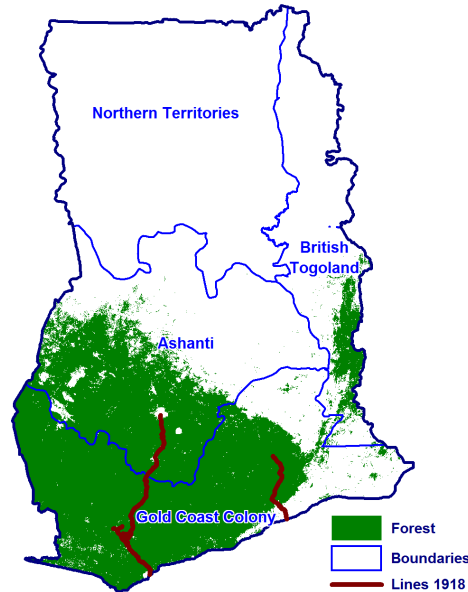 Northern Territories
British
Togoland
Ashanti
Gold Coast Colony
Forest
Boundaries
Lines 1918